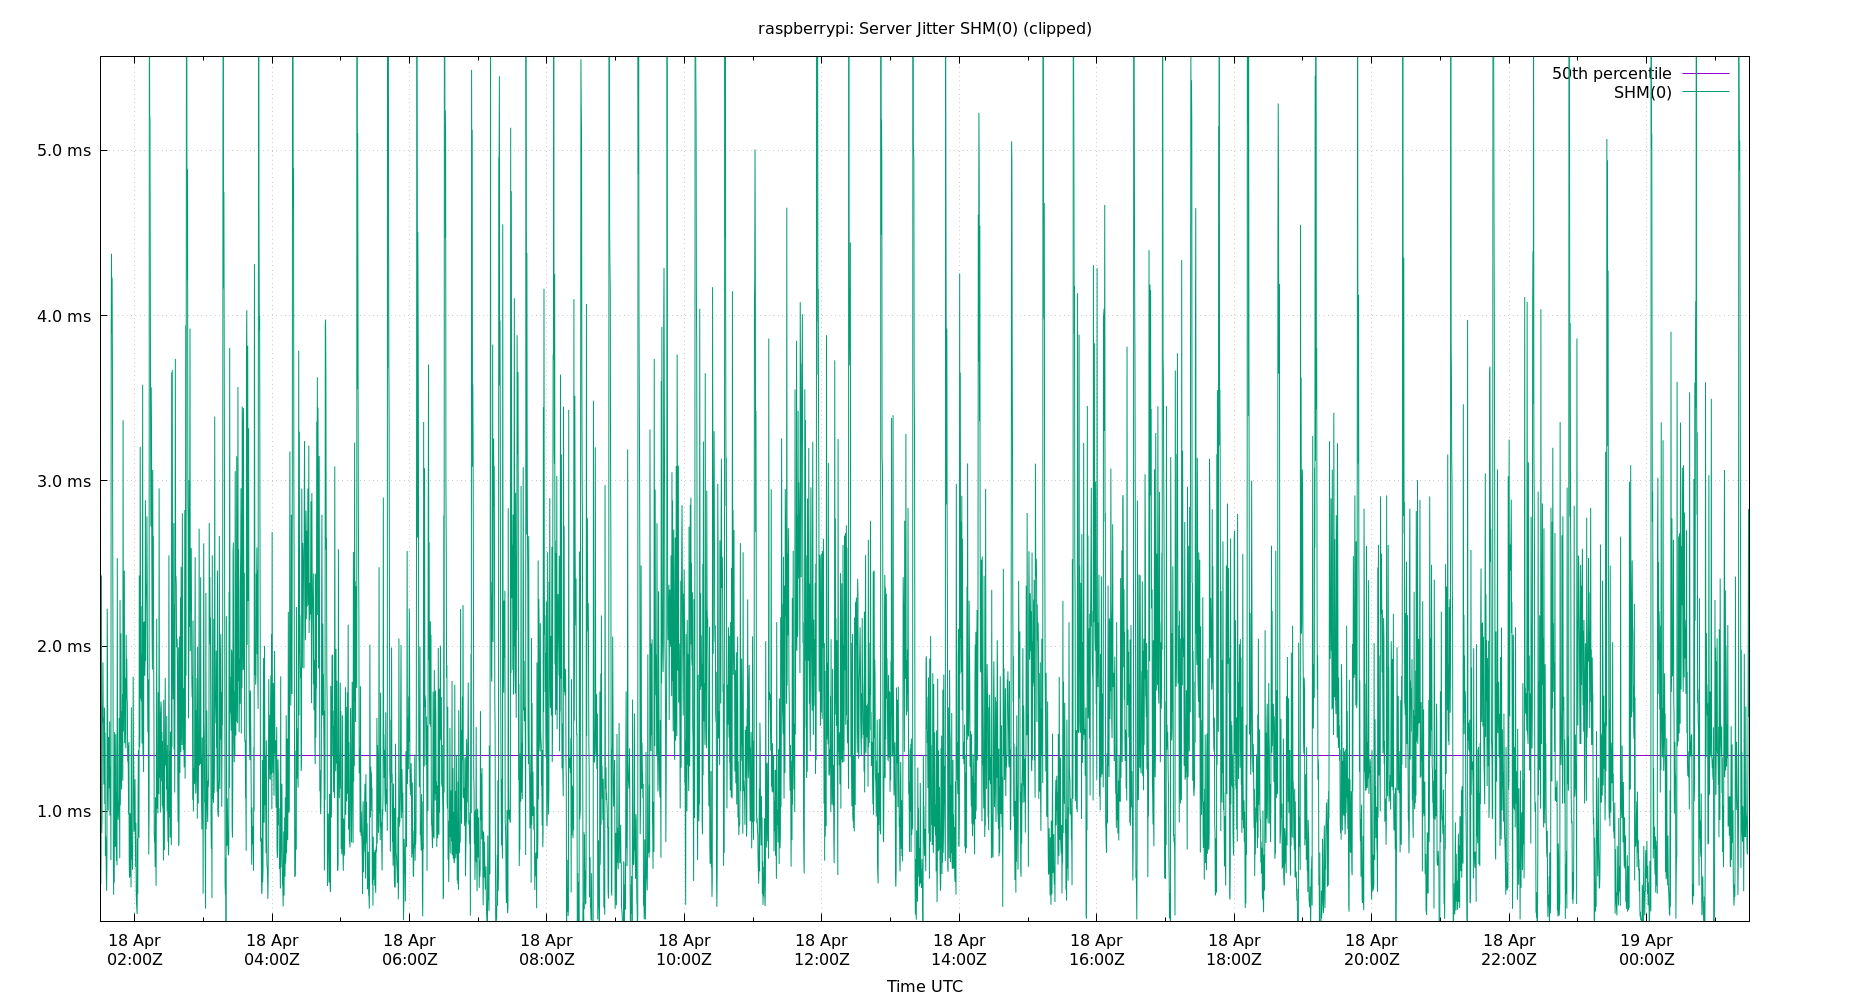 raspberrypi: Server Jitter SHM(0) (clipped)
50th percentile
SHM(0)
5.0 ms
4.0 ms
3.0 ms
2.0 ms
1.0 ms
18 Apr 18 Apr 18 Apr 18 Apr 18 Apr 18 Apr 18 Apr 18 Apr 18 Apr 18 Apr 18 Apr 19 Apr
02:00Z 04:00Z 06:00Z 08:00Z 10:00Z 12:00Z 14:00Z 16:00Z 18:00Z 20:00Z 22:00Z 00:00Z
Time UTC